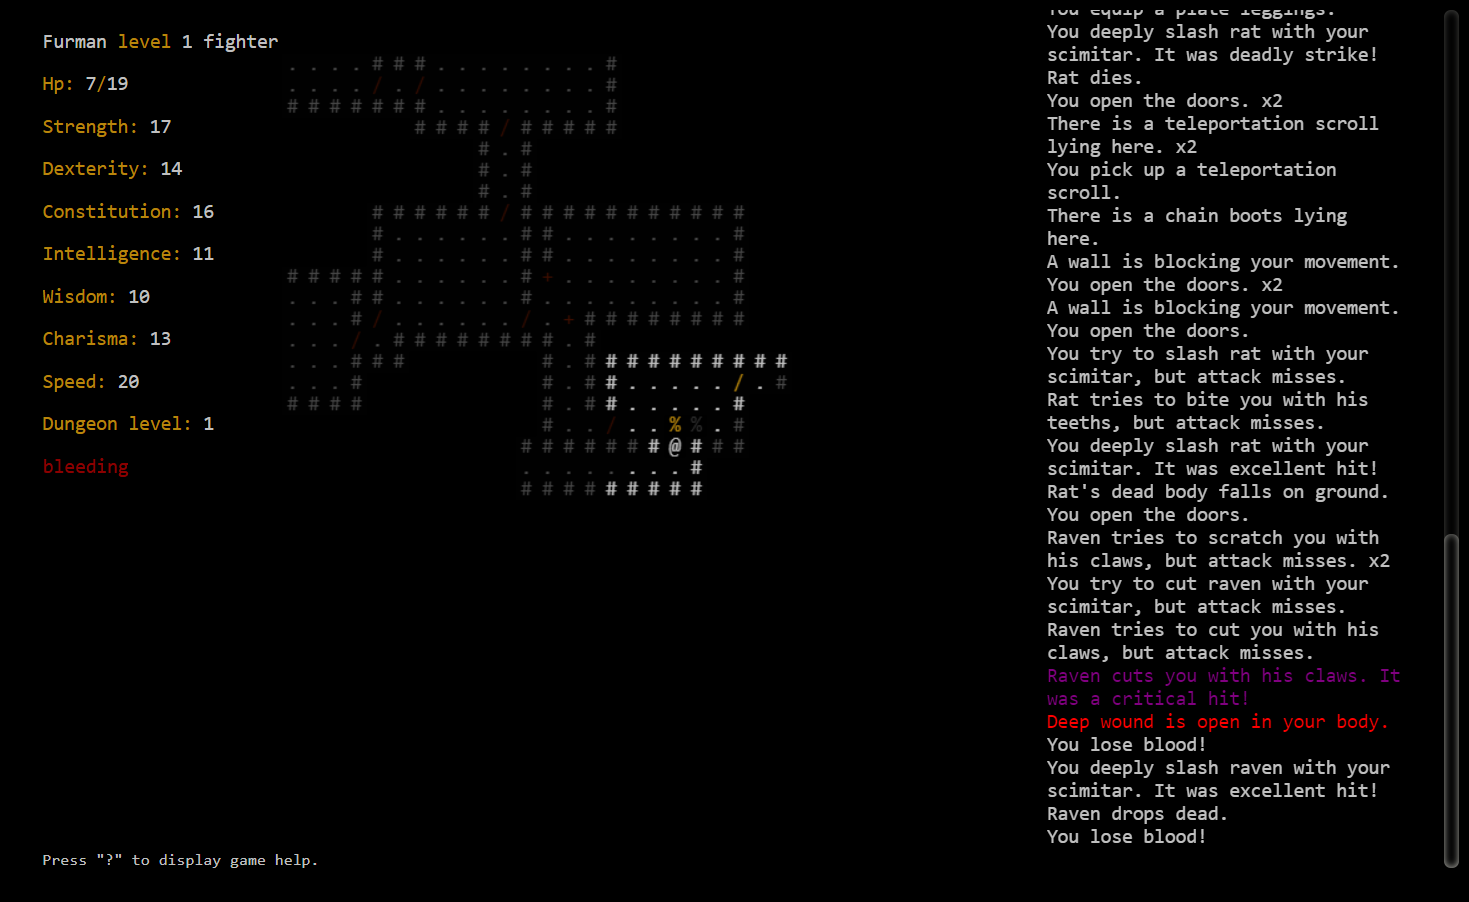 Furman level 1 fighter
Hp: 7/19
Strength: 17
Dexterity: 14
Constitution: 16
Intelligence: 11
Wisdom: 10
Charisma: 13
Speed: 20
Dungeon level: 1
bleeding
. . . . # # # . . . . . . . . #
. . . . / . / . . . . . . . . #
# # # # # # # . . . . . . . . #
# # # # / # # # # #
# . #
# . #
# . #
# # # # # # / # # # # # # # # # # #
# . . . . . . # # . . . . . . . . #
# . . . . . . # # . . . . . . . . #
# # # # # . . . . . . # + . . . . . . . . #
. . . # # . . . . . . # . . . . . . . . . #
. . . # / . . . . . . / . + # # # # # # # #
. . . / . # # # # # # # # . #
. . . # # # # . # # # # # # # # # #
. . . # # . # # . . . . . / . #
# # # # # . # # . . . . . #
# . . / . . % % . #
# # # # # # # @ # # #
. . . . . . . . #
# # # # # # # # #
You equip a plate leggings.
You deeply slash rat with your
scimitar. It was deadly strike!
Rat dies.
You open the doors. x2
There is a teleportation scroll
lying here. x2
You pick up a teleportation
scroll.
There is a chain boots lying
here.
A wall is blocking your movement.
You open the doors. x2
A wall is blocking your movement.
You open the doors.
You try to slash rat with your
scimitar, but attack misses.
Rat tries to bite you with his
teeths, but attack misses.
You deeply slash rat with your
scimitar. It was excellent hit!
Rat's dead body falls on ground.
You open the doors.
Raven tries to scratch you with
his claws, but attack misses. x2
You try to cut raven with your
scimitar, but attack misses.
Raven tries to cut you with his
claws, but attack misses.
Raven cuts you with his claws. It
was a critical hit!
Deep wound is open in your body.
You lose blood!
You deeply slash raven with your
scimitar. It was excellent hit!
Raven drops dead.
You lose blood!
Press "?" to display game help.